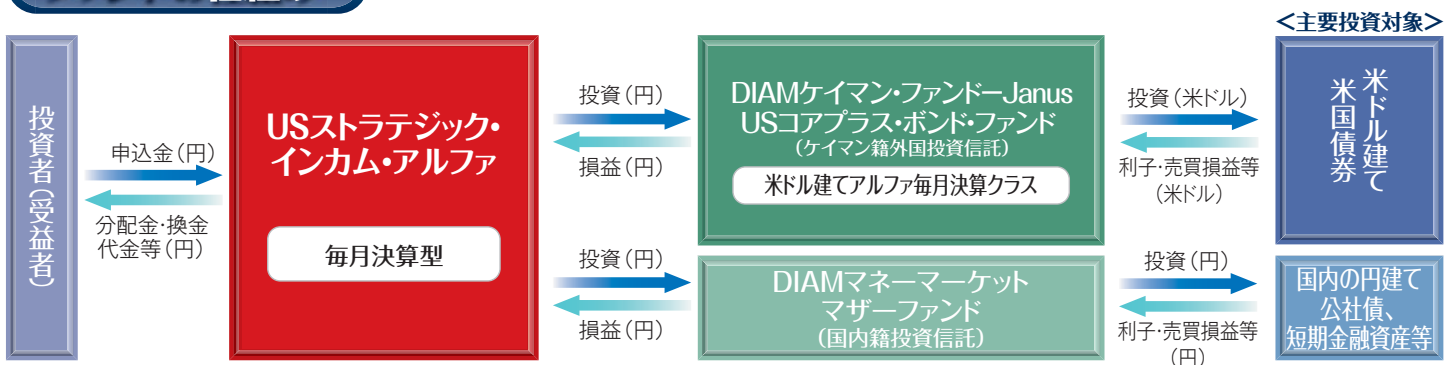 ＜主要投資対象＞
投資者（受益者）
申込金（円）
分配金・換金
代金等（円）
USストラテジック・
インカム・アルファ
毎月決算型
投資（円）
損益（円）
投資（円）
損益（円）
DIAMケイマン・ファンドーJanus
USコアプラス・ボンド・ファンド
（ケイマン籍外国投資信託）
米ドル建てアルファ毎月決算クラス
DIAMマネーマーケット
マザーファンド
（国内籍投資信託）
投資（米ドル）
利子・売買損益等
（米ドル）
投資（円）
利子・売買損益等
（円）
米ドル建て
米国債券
国内の円建て
公社債、
短期金融資産等